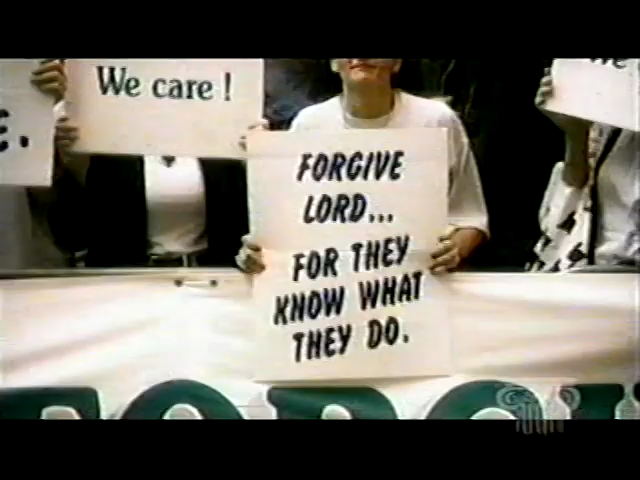 We care !
FORGIVE
LORD...
FOR THEY
KNOW WHAT
THEY DO.